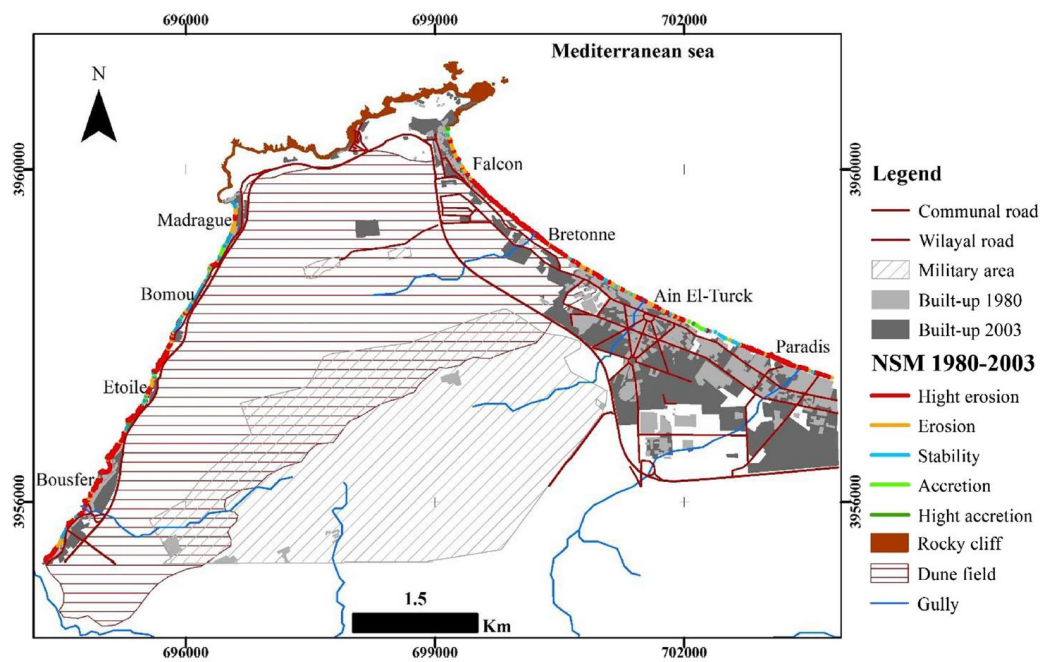 696000
699000
702000
Mediterranean sea
N
3960000
3960000
Falcon
Madrague
Bretonne
Bomou
Ain El-Turck
Paradis
Etoile
Bousfer
3956000
3956000
1.5
Km
696000
699000
702000
Legend
Communal road
Wilayal road
Military area
Built-up 1980
Built-up 2003
NSM 1980-2003
Hight erosion
Erosion
Stability
Accretion
Hight accretion
Rocky cliff
Dune field
Gully